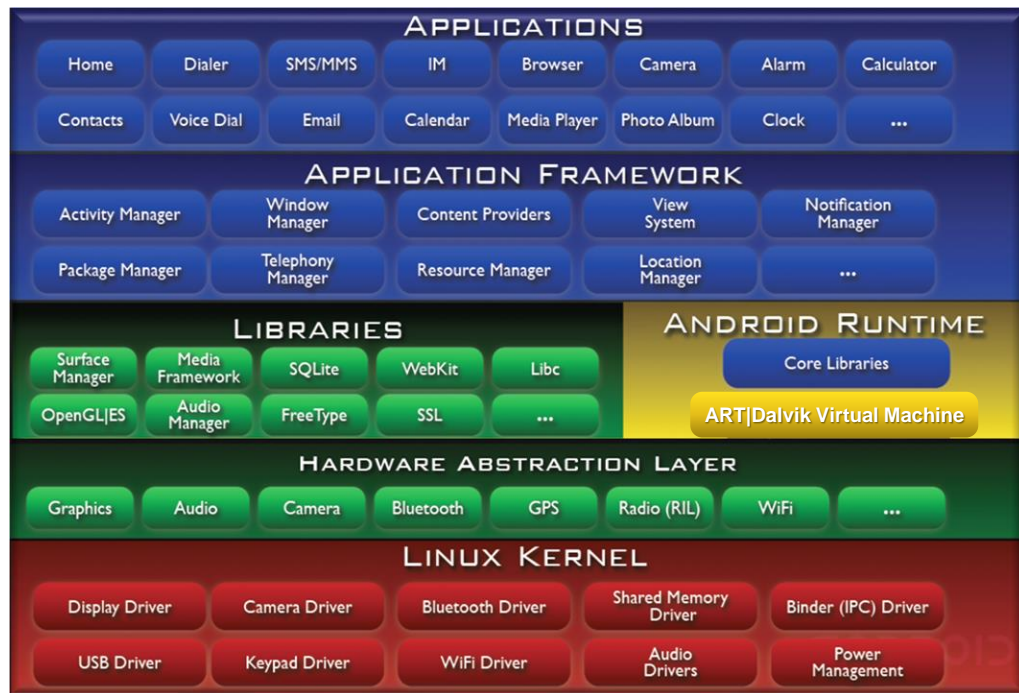 APPLICATIONS
Home Dialer SMS/MMS IM Browser Camera Alarm Calculator
Contacts Voice Dial Email Calendar Media Player Photo Album Clock ...
APPLICATION FRAMEWORK
Activity Manager Window Manager Content Providers View System Notification Manager
Package Manager Telephony Manager Resource Manager Location Manager ...
LIBRARIES
Surface Manager Media Framework SQLite WebKit Libc
OpenGL|ES Audio Manager FreeType SSL ...
ANDROID RUNTIME
Core Libraries
ART|Dalvik Virtual Machine
HARDWARE ABSTRACTION LAYER
Graphics Audio Camera Bluetooth GPS Radio (RIL) WiFi ...
LINUX KERNEL
Display Driver Camera Driver Bluetooth Driver Shared Memory Driver Binder (IPC) Driver
USB Driver Keypad Driver WiFi Driver Audio Drivers Power Management